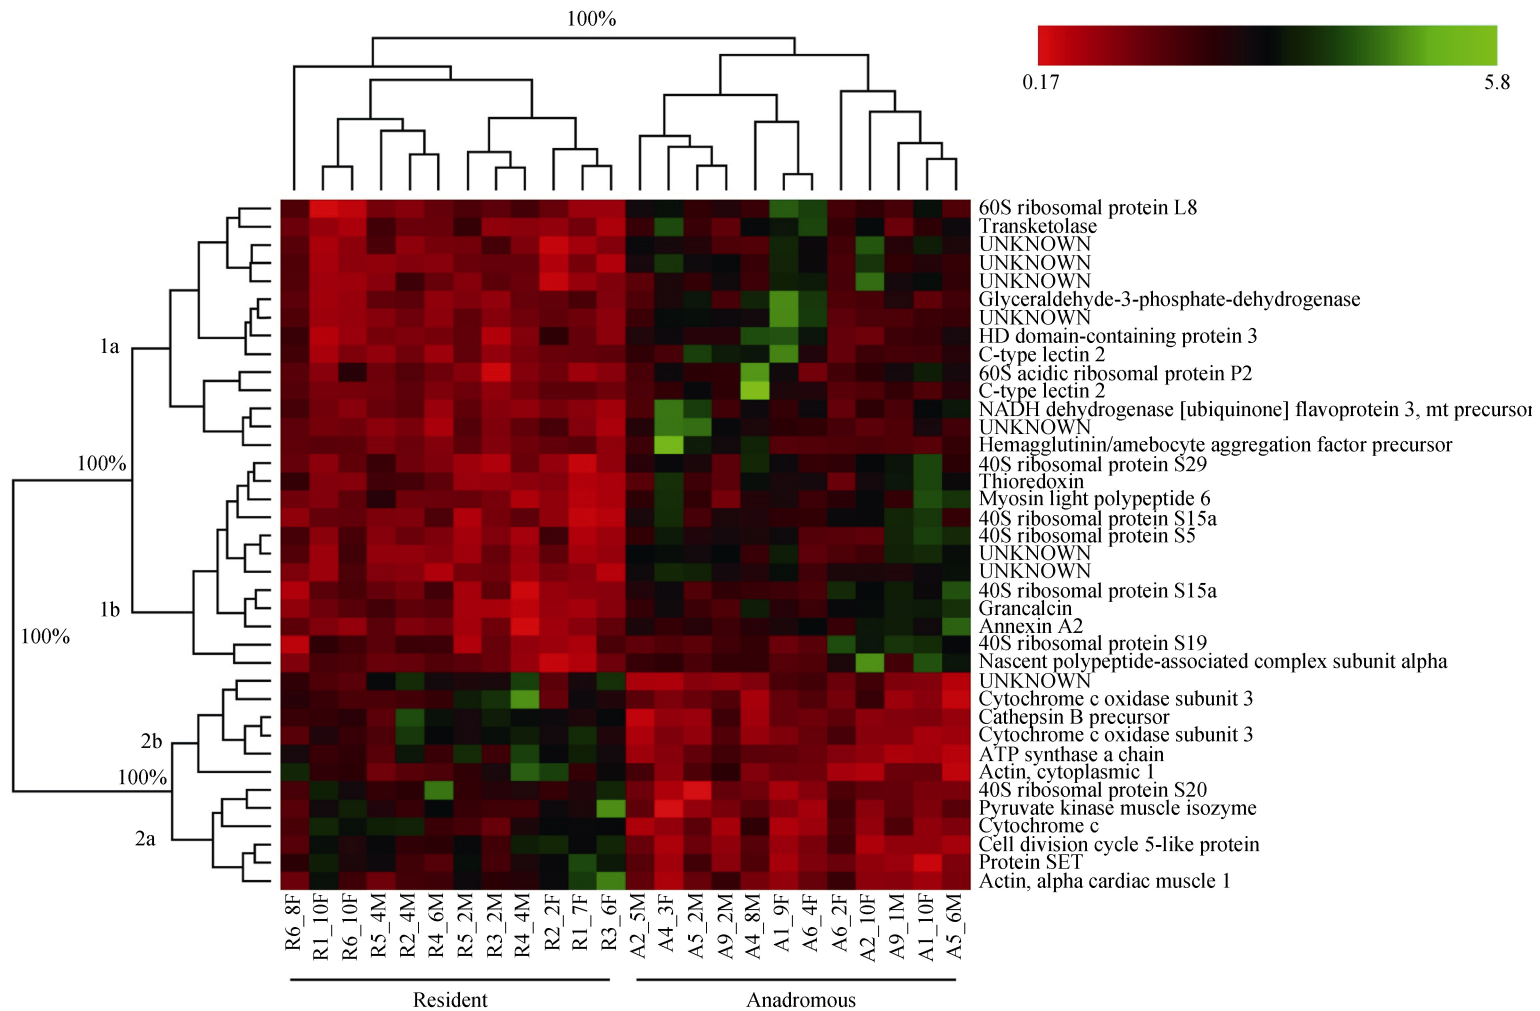 100%
0.17
5.8
60S ribosomal protein L8
Transketolase
UNKNOWN
UNKNOWN
UNKNOWN
Glyceraldehyde-3-phosphate-dehydrogenase
UNKNOWN
HD domain-containing protein 3
1a
C-type lectin 2
60S acidic ribosomal protein P2
C-type lectin 2
NADH dehydrogenase [ubiquinone] flavoprotein 3, mt precursor
UNKNOWN
Hemagglutinin/amebocyte aggregation factor precursor
100%
40S ribosomal protein S29
Thioredoxin
Myosin light polypeptide 6
40S ribosomal protein S15a
40S ribosomal protein S5
UNKNOWN
UNKNOWN
40S ribosomal protein S15a
1b
Grancalcin
Annexin A2
100%
40S ribosomal protein S19
Nascent polypeptide-associated complex subunit alpha
UNKNOWN
Cytochrome c oxidase subunit 3
Cathepsin B precursor
Cytochrome c oxidase subunit 3
2b
ATP synthase a chain
100%
Actin, cytoplasmic 1
40S ribosomal protein S20
Pyruvate kinase muscle isozyme
Cytochrome c
2a
Cell division cycle 5-like protein
Protein SET
Actin, alpha cardiac muscle 1
R6_8F
R1_10F
R6_10F
R5_4M
R2_4M
R4_6M
R5_2M
R3_2M
R4_4M
R2_2F
R1_7F
R3_6F
A2_5M
A4_3F
A5_2M
A9_2M
A4_8M
A1_9F
A6_4F
A6_2F
A2_10F
A9_1M
A1_10F
A5_6M
Resident
Anadromous